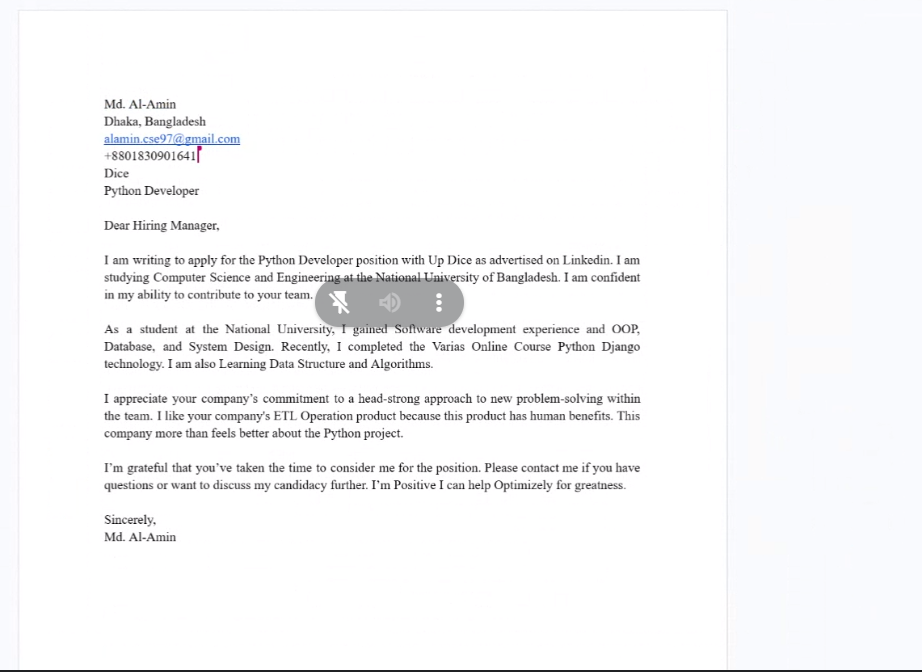 Md. Al-Amin
Dhaka, Bangladesh
alamin.cse97@gmail.com
+8801830901641
Dice
Python Developer
Dear Hiring Manager,
I am writing to apply for the Python Developer position with Up Dice as advertised on Linkedin. I am
studying Computer Science and Engineering at the National University of Bangladesh. I am confident
in my ability to contribute to your team.
As a student at the National University, I gained Software development experience and OOP,
Database, and System Design. Recently, I completed the Varias Online Course Python Django
technology. I am also Learning Data Structure and Algorithms.
I appreciate your company’s commitment to a head-strong approach to new problem-solving within
the team. I like your company's ETL Operation product because this product has human benefits. This
company more than feels better about the Python project.
I’m grateful that you’ve taken the time to consider me for the position. Please contact me if you have
questions or want to discuss my candidacy further. I’m Positive I can help Optimizely for greatness.
Sincerely,
Md. Al-Amin